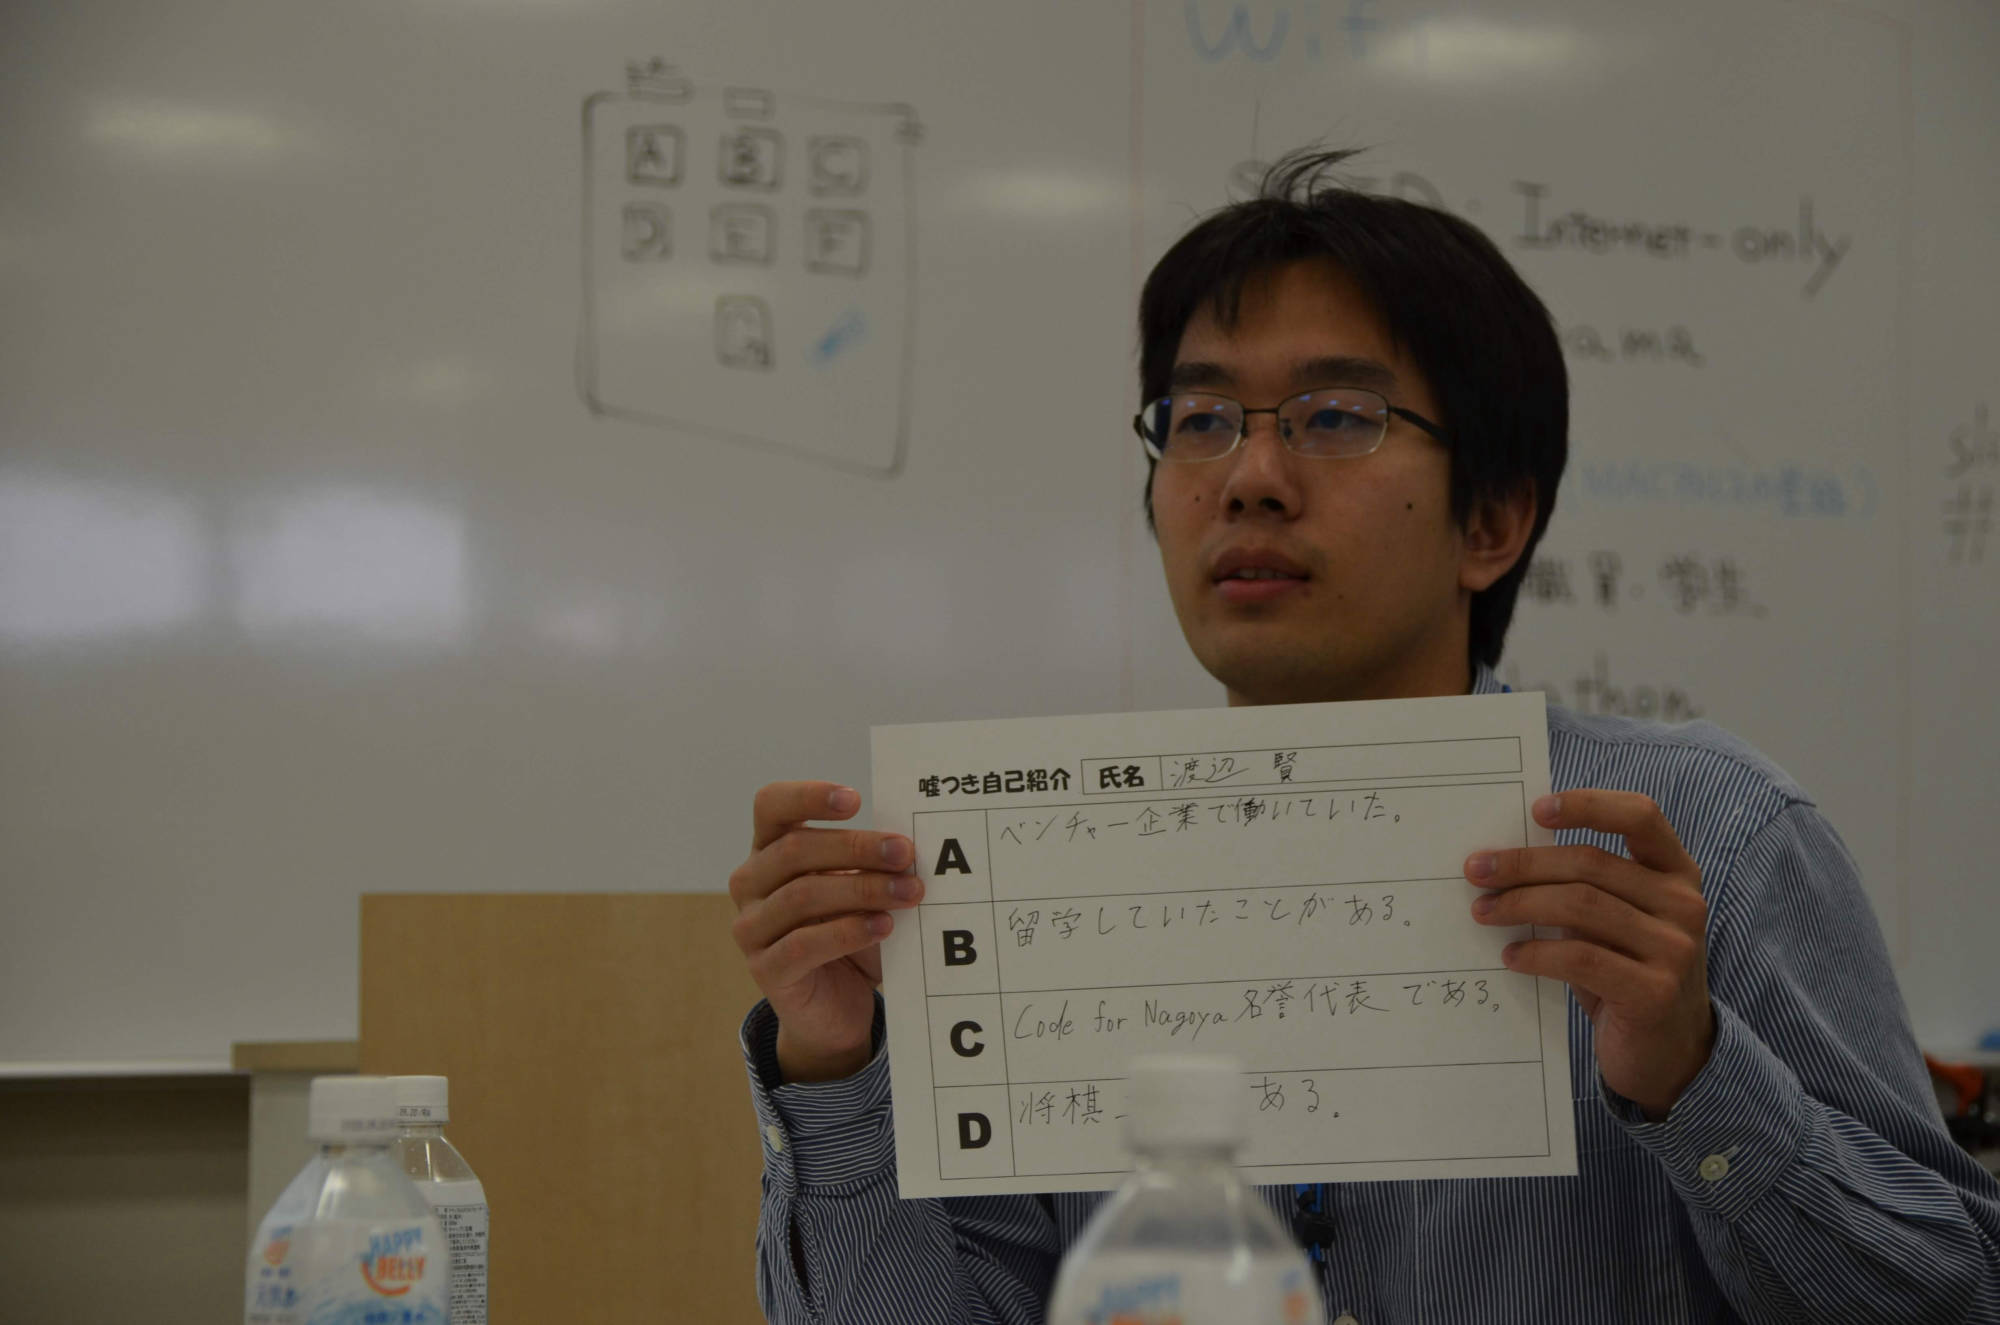 Wifi
A B C
D E F
Internet-only
ama
職員・学生
athon
#
嘘つき自己紹介 氏名 渡辺 賢
A ベンチャー企業で働いていた。
B 留学していたことがある。
C Code for Nagoya 名誉代表である。
D 将棋 ある。
HAPPY
BELLY